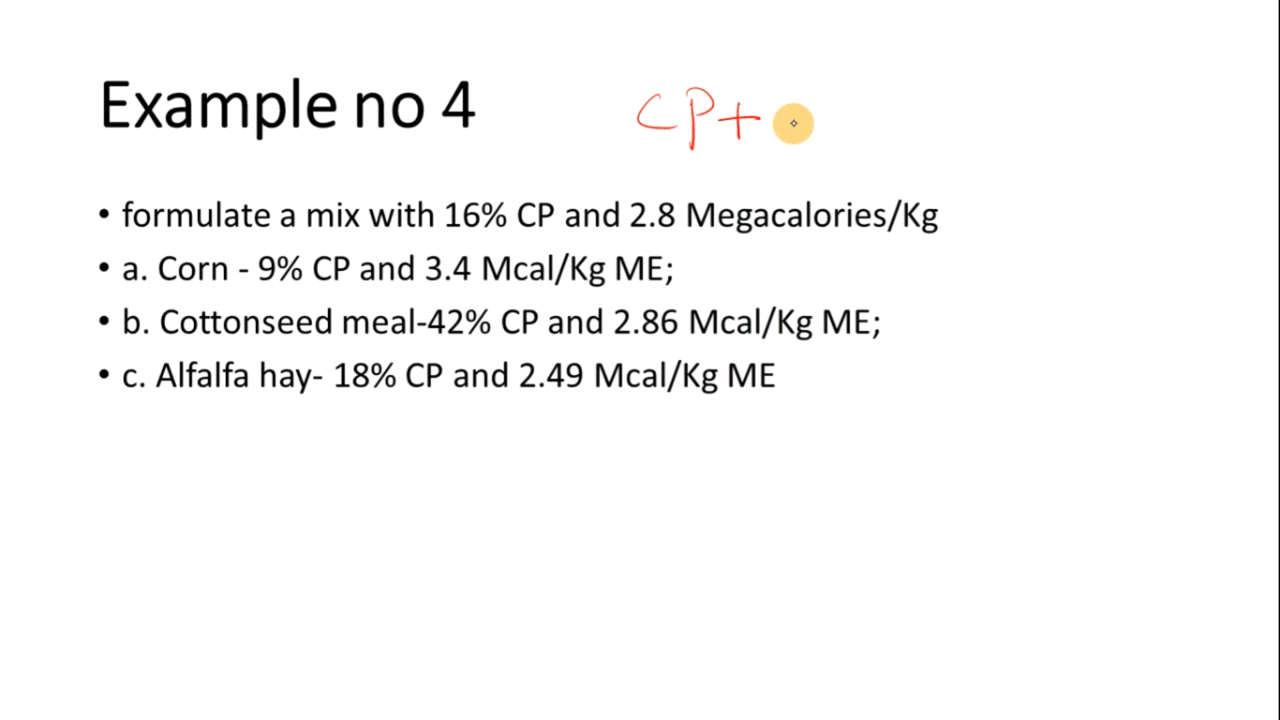 Example no 4
CP+
• formulate a mix with 16% CP and 2.8 Megacalories/Kg
• a. Corn - 9% CP and 3.4 Mcal/Kg ME;
• b. Cottonseed meal-42% CP and 2.86 Mcal/Kg ME;
• c. Alfalfa hay- 18% CP and 2.49 Mcal/Kg ME